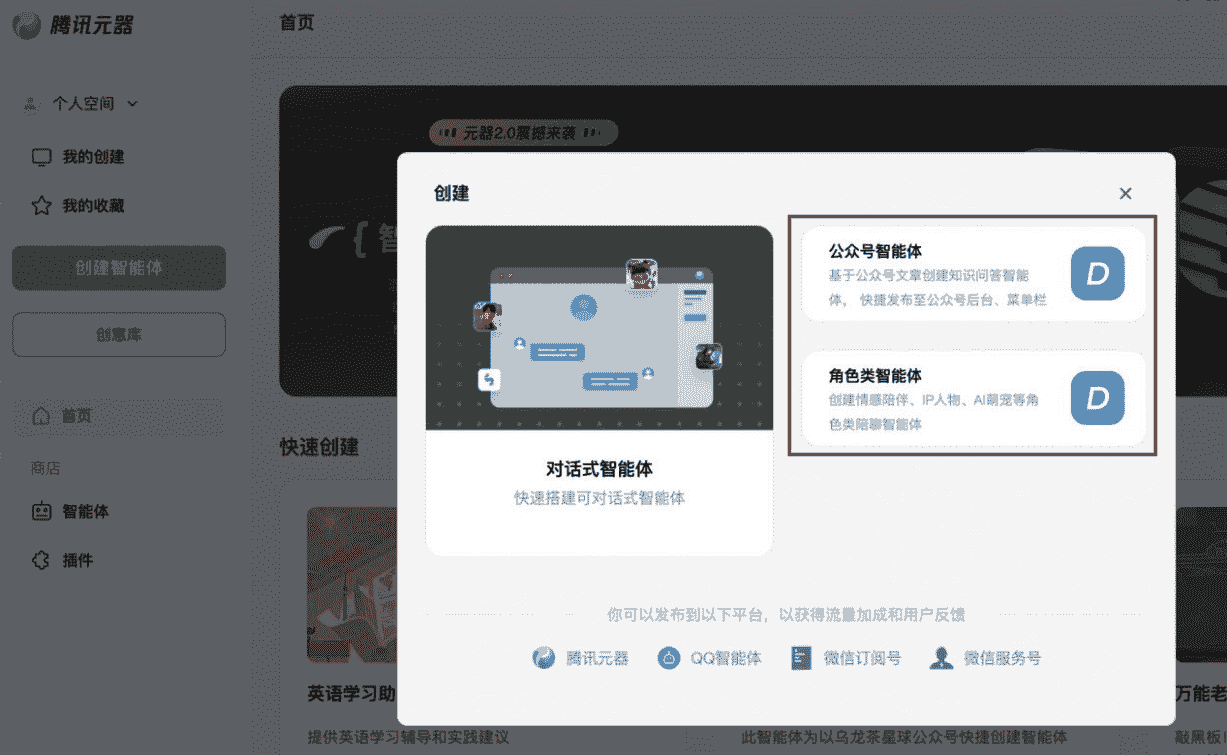 腾讯元器
首页
个人空间
我的创建
我的收藏
创建智能体
创意库
首页
商店
智能体
插件
元器2.0震撼来袭
{ 智
快速创建
英语学习助
提供英语学习辅导和实践建议
此智能体为以乌龙茶星球公众号快捷创建智能体
万能老
敲黑板
创建
对话式智能体
快速搭建可对话式智能体
公众号智能体
基于公众号文章创建知识问答智能
体， 快捷发布至公众号后台、菜单栏
D
角色类智能体
创建情感陪伴、IP人物、AI萌宠等角
色类陪聊智能体
D
你可以发布到以下平台，以获得流量加成和用户反馈
腾讯元器
QQ智能体
微信订阅号
微信服务号